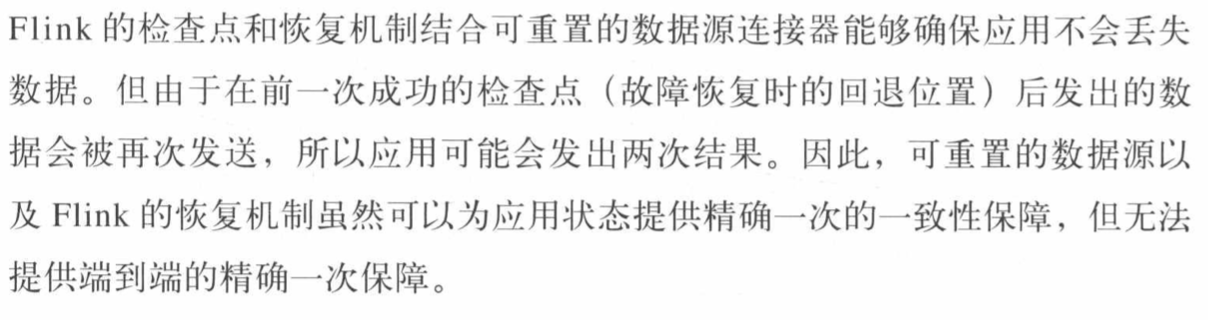 Flink 的检查点和恢复机制结合可重置的数据源连接器能够确保应用不会丢失
数据。但由于在前一次成功的检查点（故障恢复时的回退位置）后发出的数
据会被再次发送，所以应用可能会发出两次结果。因此，可重置的数据源以
及 Flink 的恢复机制虽然可以为应用状态提供精确一次的一致性保障，但无法
提供端到端的精确一次保障。